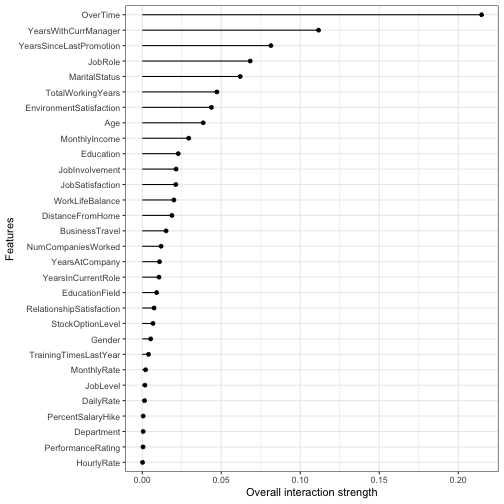 OverTime
YearsWithCurrManager
YearsSinceLastPromotion
JobRole
MaritalStatus
TotalWorkingYears
EnvironmentSatisfaction
Age
MonthlyIncome
Education
JobInvolvement
JobSatisfaction
WorkLifeBalance
DistanceFromHome
BusinessTravel
NumCompaniesWorked
YearsAtCompany
YearsInCurrentRole
EducationField
RelationshipSatisfaction
StockOptionLevel
Gender
TrainingTimesLastYear
MonthlyRate
JobLevel
DailyRate
PercentSalaryHike
Department
PerformanceRating
HourlyRate
Features
0.00 0.05 0.10 0.15 0.20
Overall interaction strength